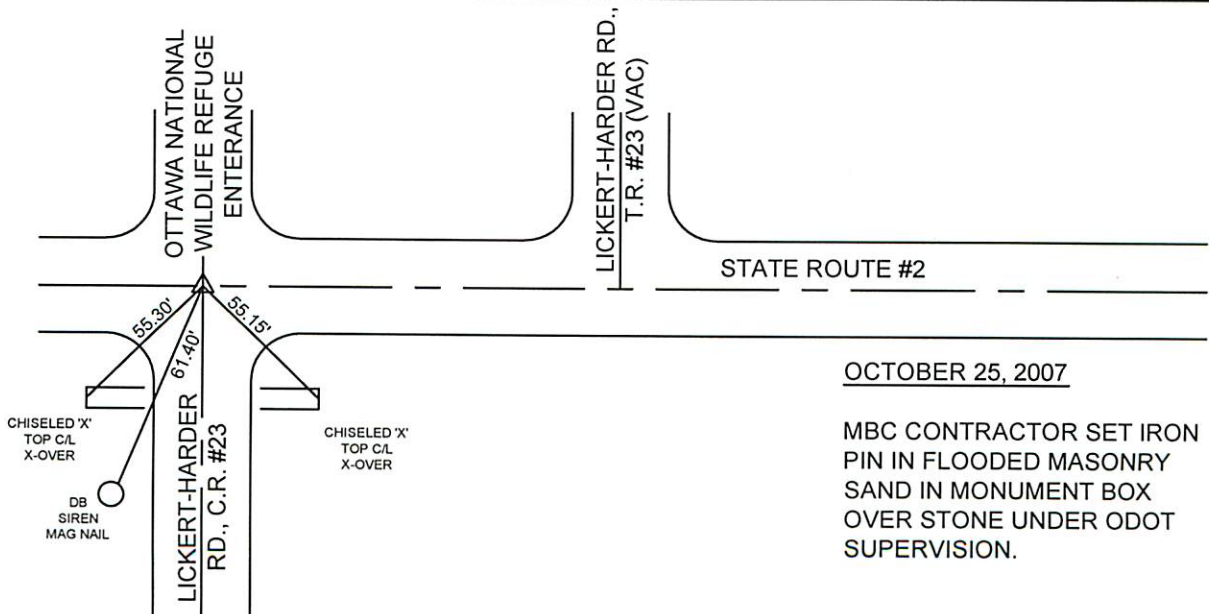 OTTAWA NATIONAL
WILDLIFE REFUGE
ENTERANCE
LICKERT-HARDER RD.,
T.R. #23 (VAC)
STATE ROUTE #2
55.30'
61.40'
55.15'
CHISELED 'X'
TOP C/L
X-OVER
CHISELED 'X'
TOP C/L
X-OVER
DB
SIREN
MAG NAIL
LICKERT-HARDER
RD., C.R. #23
OCTOBER 25, 2007
MBC CONTRACTOR SET IRON
PIN IN FLOODED MASONRY
SAND IN MONUMENT BOX
OVER STONE UNDER ODOT
SUPERVISION.